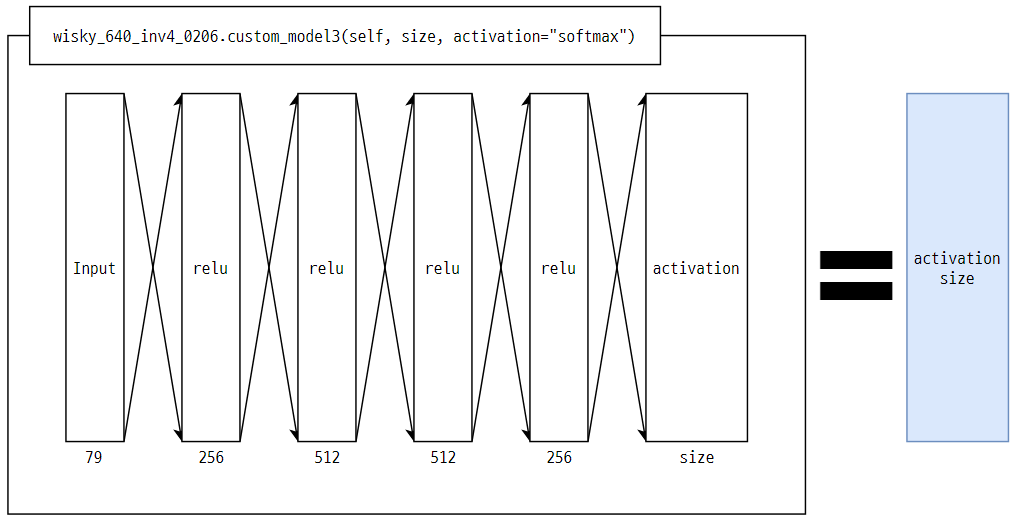 wisky_640_inv4_0206.custom_model3(self, size, activation="softmax")
Input
relu
relu
relu
relu
activation
activation
size
79
256
512
512
256
size